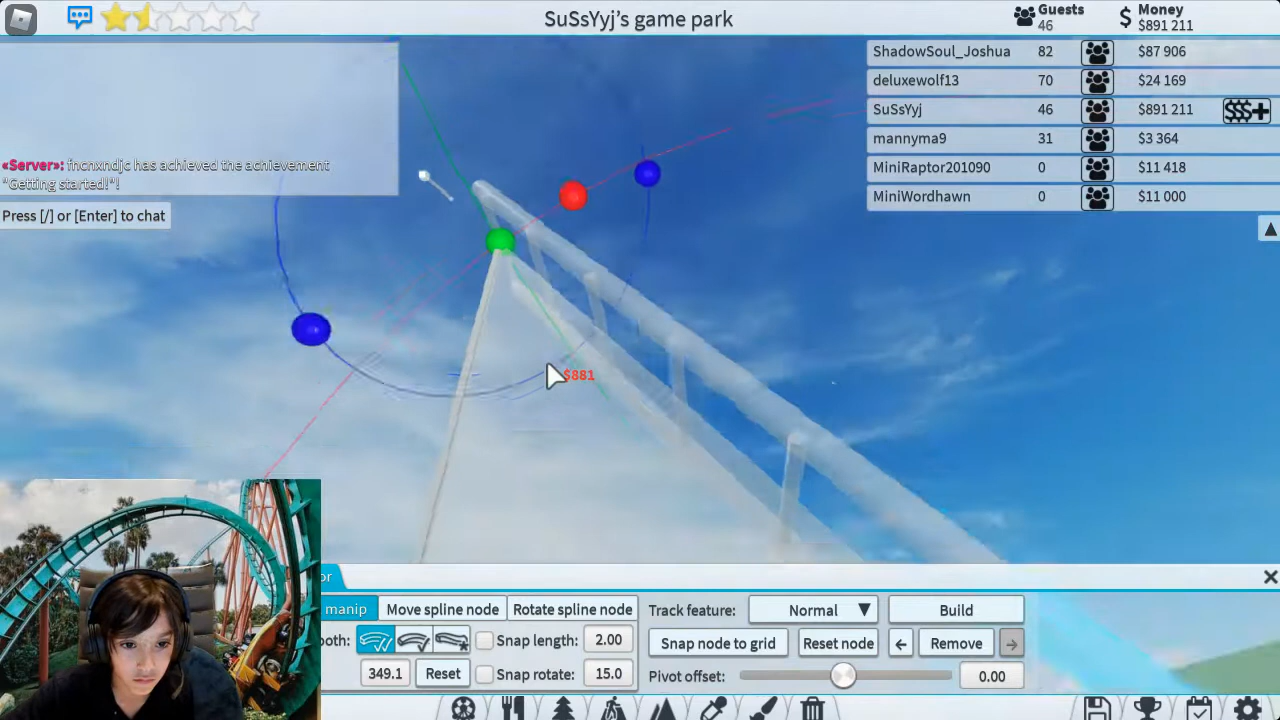 SuSsYyj's game park
Guests
46
Money
$891 211
ShadowSoul_Joshua 82 $87 906
deluxewolf13 70 $24 169
SuSsYyj 46 $891 211 $$$+
mannyma9 31 $3 364
MiniRaptor201090 0 $11 418
MiniWordhawn 0 $11 000
«Server»: fncnxndjc has achieved the achievement
"Getting started!"!
Press [/] or [Enter] to chat
$881
or
manip Move spline node Rotate spline node Track feature: Normal Build
oth: Snap length: 2.00 Snap node to grid Reset node Remove
349.1 Reset Snap rotate: 15.0 Pivot offset: 0.00